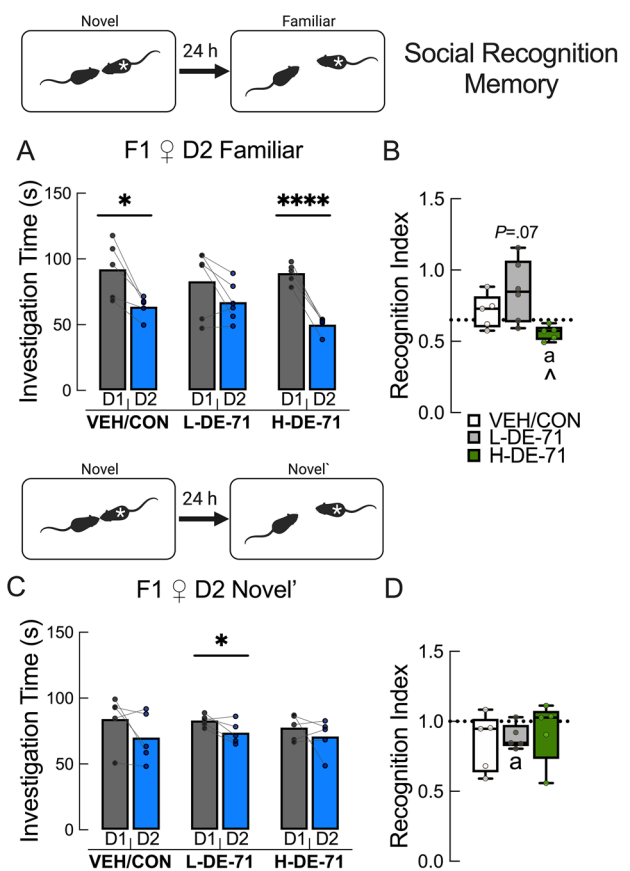 Novel
Familiar
24 h
Social Recognition
Memory
*
*
A
F1 ♀ D2 Familiar
B
Investigation Time (s)
150
100
50
0
*
****
D1 D2 D1 D2 D1 D2
VEH/CON L-DE-71 H-DE-71
Recognition Index
1.5
1.0
0.5
0.0
P=.07
a
^
VEH/CON
L-DE-71
H-DE-71
Novel
Novel`
24 h
*
*
C
F1 ♀ D2 Novel’
D
Investigation Time (s)
150
100
50
0
*
D1 D2 D1 D2 D1 D2
VEH/CON L-DE-71 H-DE-71
Recognition Index
1.5
1.0
0.5
0.0
a